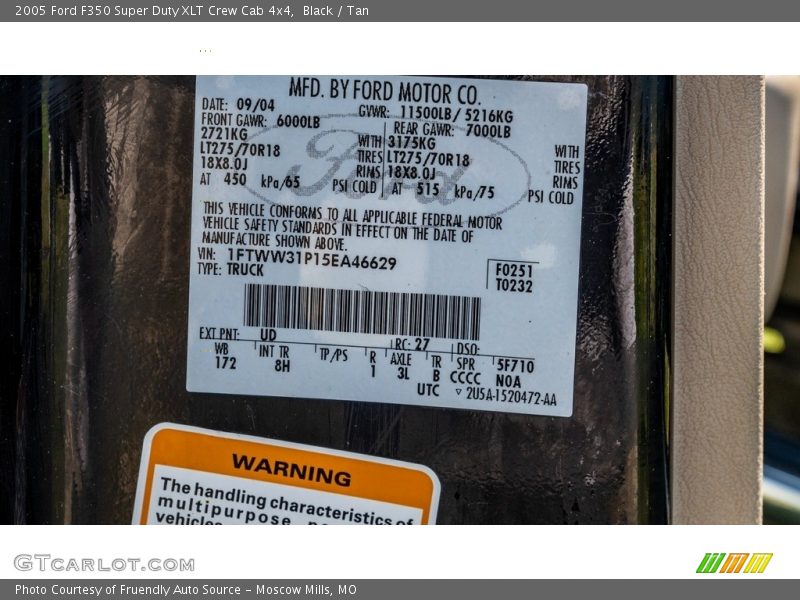 2005 Ford F350 Super Duty XLT Crew Cab 4x4,  Black / Tan
...
MFD. BY FORD MOTOR CO.
DATE: 09/04 GVWR: 11500LB/ 5216KG
FRONT GAWR: 6000LB REAR GAWR: 7000LB
2721KG WITH 3175KG WITH
LT275/70R18 TIRES LT275/70R18 TIRES
18X8.0J RIMS 18X8.0J RIMS
AT 450 kPa/65 PSI COLD AT 515 kPa/75 PSI COLD
Ford
THIS VEHICLE CONFORMS TO ALL APPLICABLE FEDERAL MOTOR
VEHICLE SAFETY STANDARDS IN EFFECT ON THE DATE OF
MANUFACTURE SHOWN ABOVE.
VIN: 1FTWW31P15EA46629
TYPE: TRUCK
F0251
T0232
EXT PNT: UD RC: 27 DSO:
WB INT TR TP/PS R AXLE TR SPR 5F710
172 8H 1 3L B CCCC N0A
UTC ▽ 2U5A-1520472-AA
WARNING
The handling characteristics of
multipurpose
vehicles
GTCARLOT.COM
Photo Courtesy of Fruendly Auto Source – Moscow Mills, MO